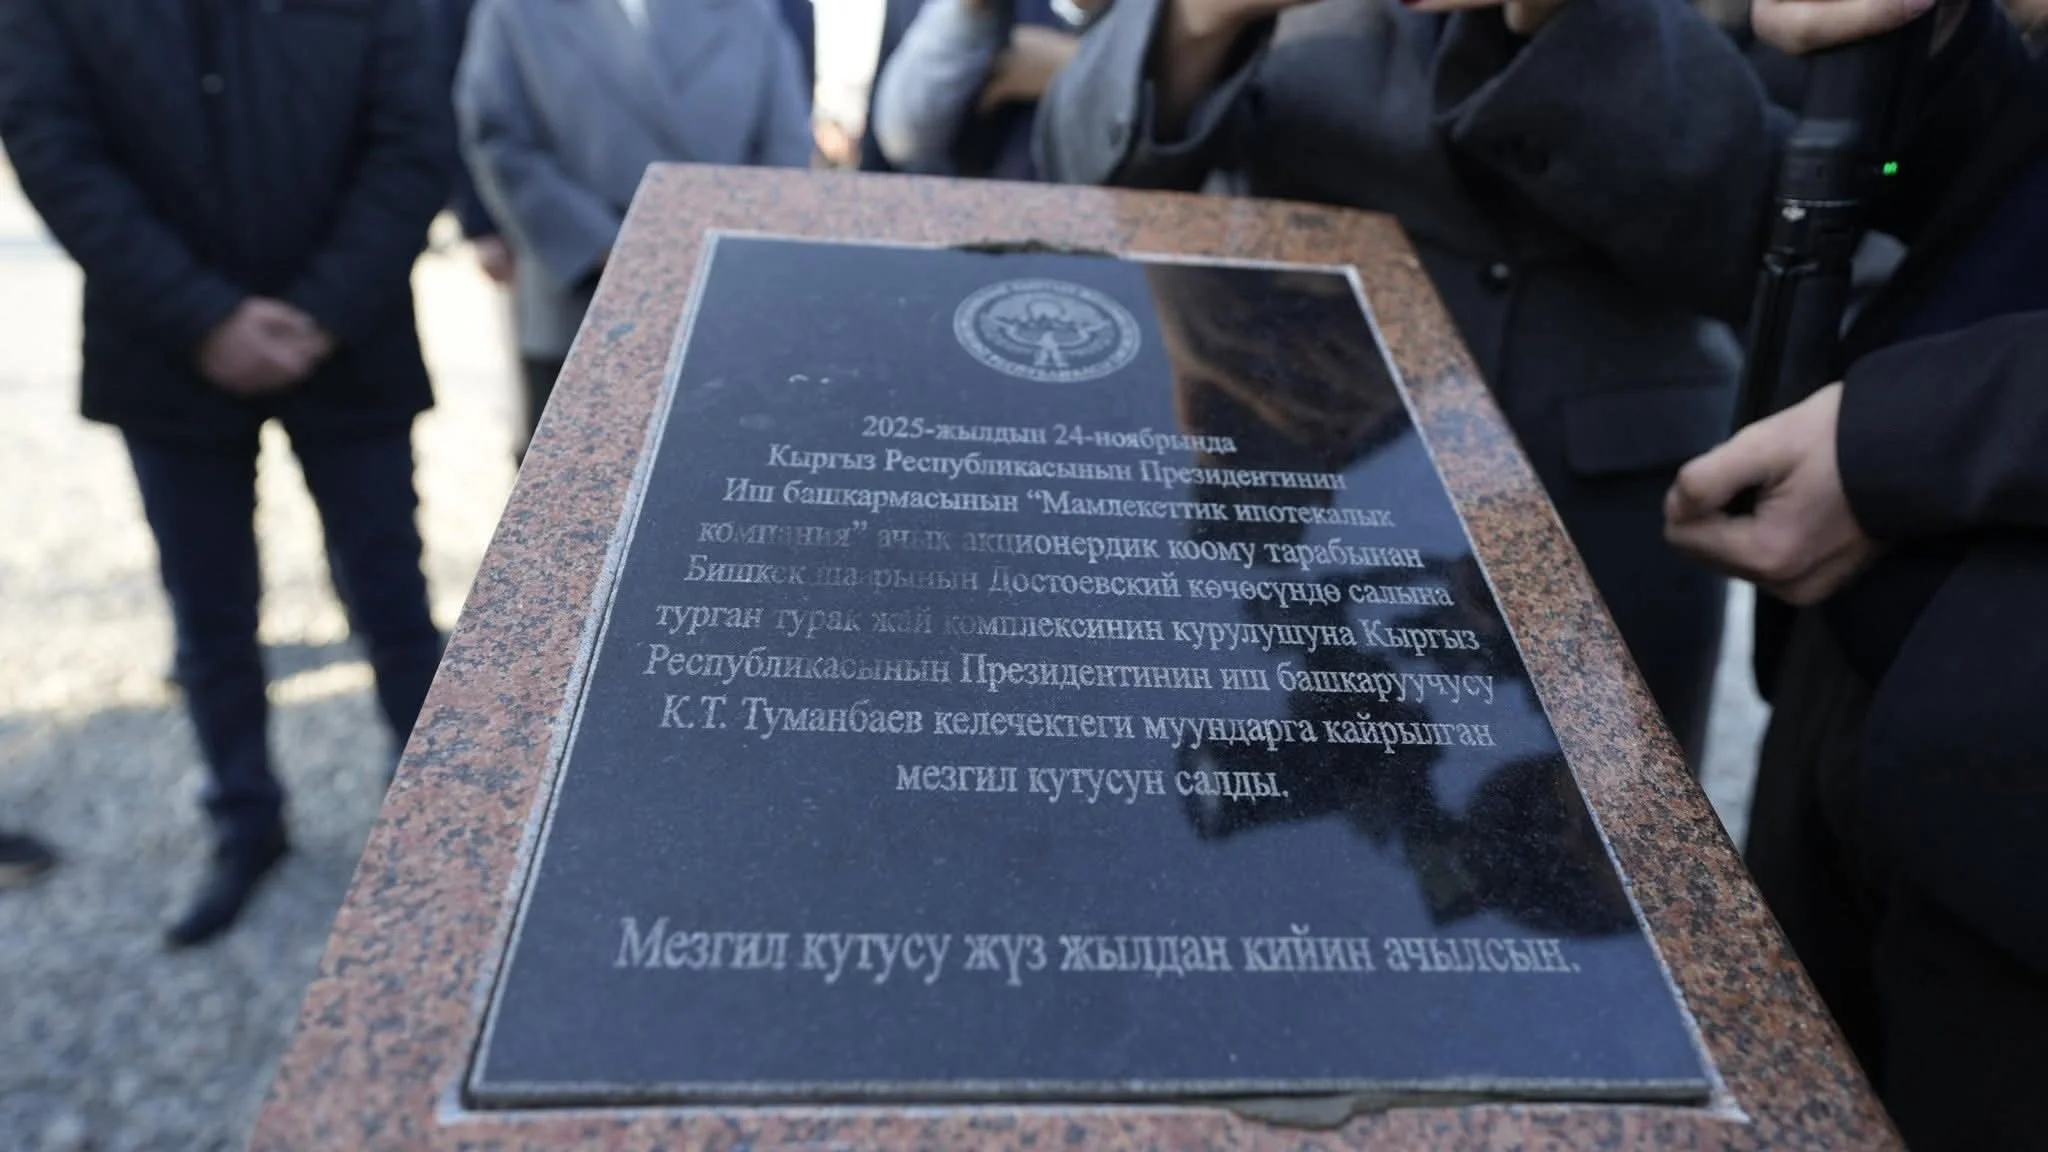 2025-жылдын 24-ноябрында
Кыргыз Республикасынын Президентинин
Иш башкармасынын “Мамлекеттик ипотекалык
компания” ачык акционердик коому тарабынан
Бишкек шаарынын Достоевский көчөсүндө салына
турган турак жай комплексинин курулушуна Кыргыз
Республикасынын Президентинин иш башкаруучусу
К.Т. Туманбаев келечектеги муундарга кайрылган
мезгил кутусун салды.
Мезгил кутусу жүз жылдан кийин ачылсын.